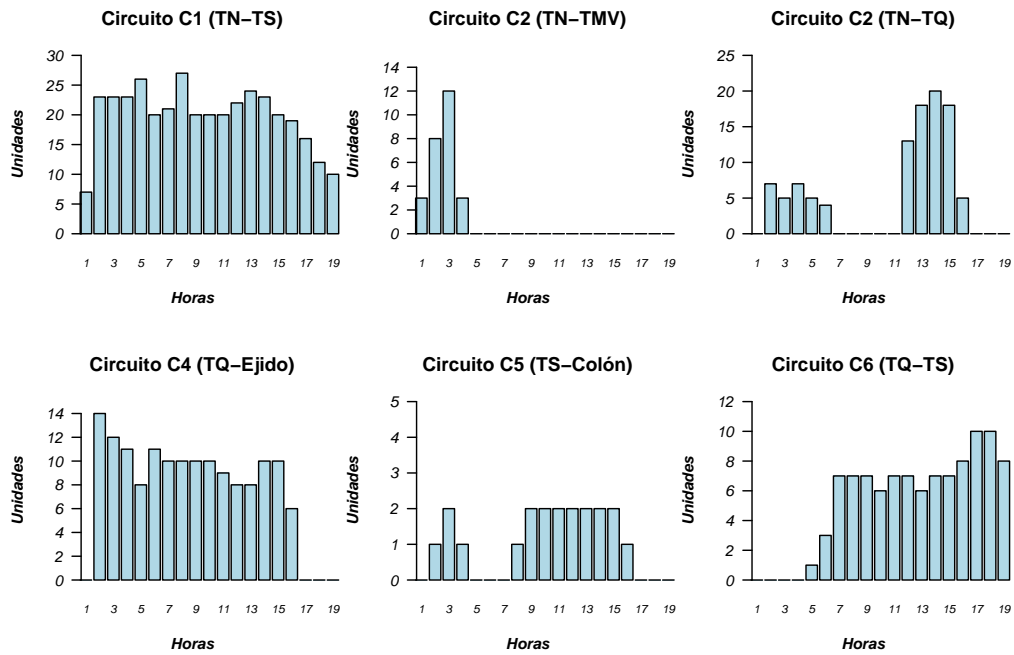 Circuito C1 (TN−TS)
Unidades
30
25
20
15
10
5
0
1 3 5 7 9 11 13 15 17 19
Horas
Circuito C2 (TN−TMV)
Unidades
14
12
10
8
6
4
2
0
1 3 5 7 9 11 13 15 17 19
Horas
Circuito C2 (TN−TQ)
Unidades
25
20
15
10
5
0
1 3 5 7 9 11 13 15 17 19
Horas
Circuito C4 (TQ−Ejido)
Unidades
14
12
10
8
6
4
2
0
1 3 5 7 9 11 13 15 17 19
Horas
Circuito C5 (TS−Colón)
Unidades
5
4
3
2
1
0
1 3 5 7 9 11 13 15 17 19
Horas
Circuito C6 (TQ−TS)
Unidades
12
10
8
6
4
2
0
1 3 5 7 9 11 13 15 17 19
Horas